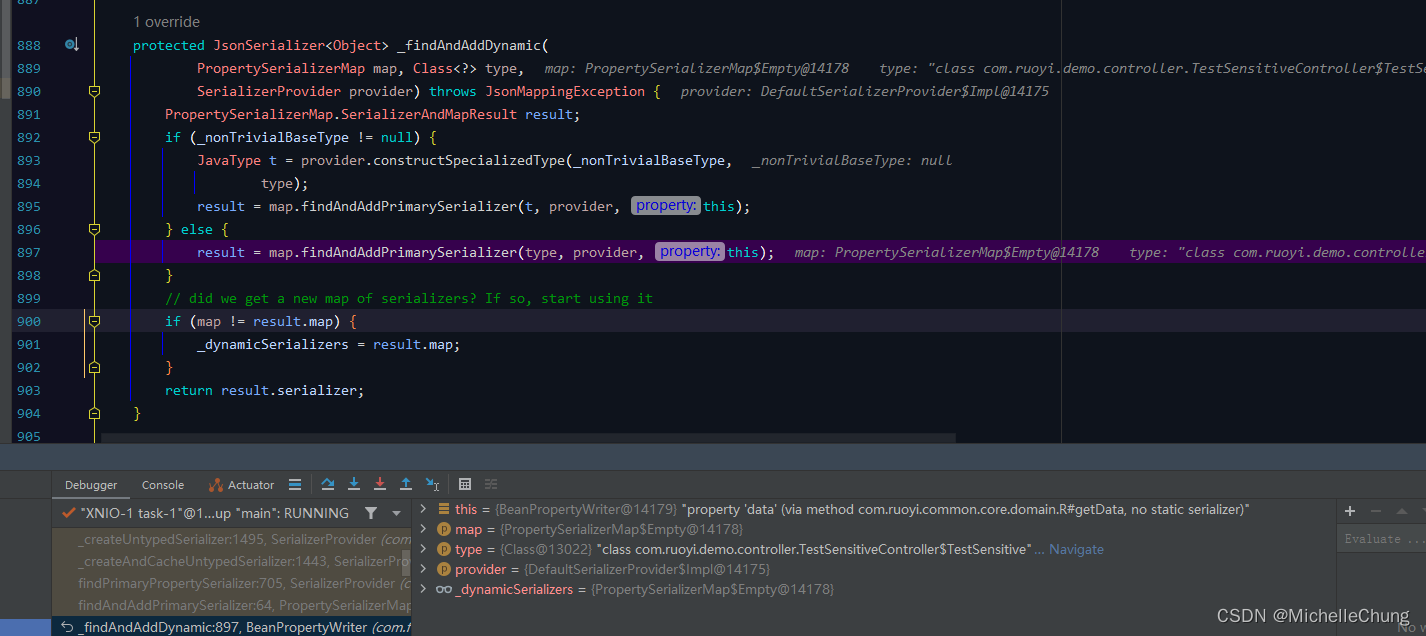 887
1 override
888 protected JsonSerializer<Object> _findAndAddDynamic(
889 PropertySerializerMap map, Class<?> type, map: PropertySerializerMap$Empty@14178 type: "class com.ruoyi.demo.controller.TestSensitiveController$TestSe
890 SerializerProvider provider) throws JsonMappingException { provider: DefaultSerializerProvider$Impl@14175
891 PropertySerializerMap.SerializerAndMapResult result;
892 if (_nonTrivialBaseType != null) {
893 JavaType t = provider.constructSpecializedType(_nonTrivialBaseType, _nonTrivialBaseType: null
894 type);
895 result = map.findAndAddPrimarySerializer(t, provider, property: this);
896 } else {
897 result = map.findAndAddPrimarySerializer(type, provider, property: this); map: PropertySerializerMap$Empty@14178 type: "class com.ruoyi.demo.controlle
898 }
899 // did we get a new map of serializers? If so, start using it
900 if (map != result.map) {
901 _dynamicSerializers = result.map;
902 }
903 return result.serializer;
904 }
905
Debugger Console Actuator
"XNIO-1 task-1"@1...up "main": RUNNING
_createUntypedSerializer:1495, SerializerProvider (com
_createAndCacheUntypedSerializer:1443, SerializerPro
findPrimaryPropertySerializer:705, SerializerProvider (c
findAndAddPrimarySerializer:64, PropertySerializerMap
_findAndAddDynamic:897, BeanPropertyWriter (com.f
this = {BeanPropertyWriter@14179} "property 'data' (via method com.ruoyi.common.core.domain.R#getData, no static serializer)"
map = {PropertySerializerMap$Empty@14178}
type = {Class@13022} "class com.ruoyi.demo.controller.TestSensitiveController$TestSensitive" ... Navigate
provider = {DefaultSerializerProvider$Impl@14175}
_dynamicSerializers = {PropertySerializerMap$Empty@14178}
Evaluate ...
No w
CSDN @MichelleChung